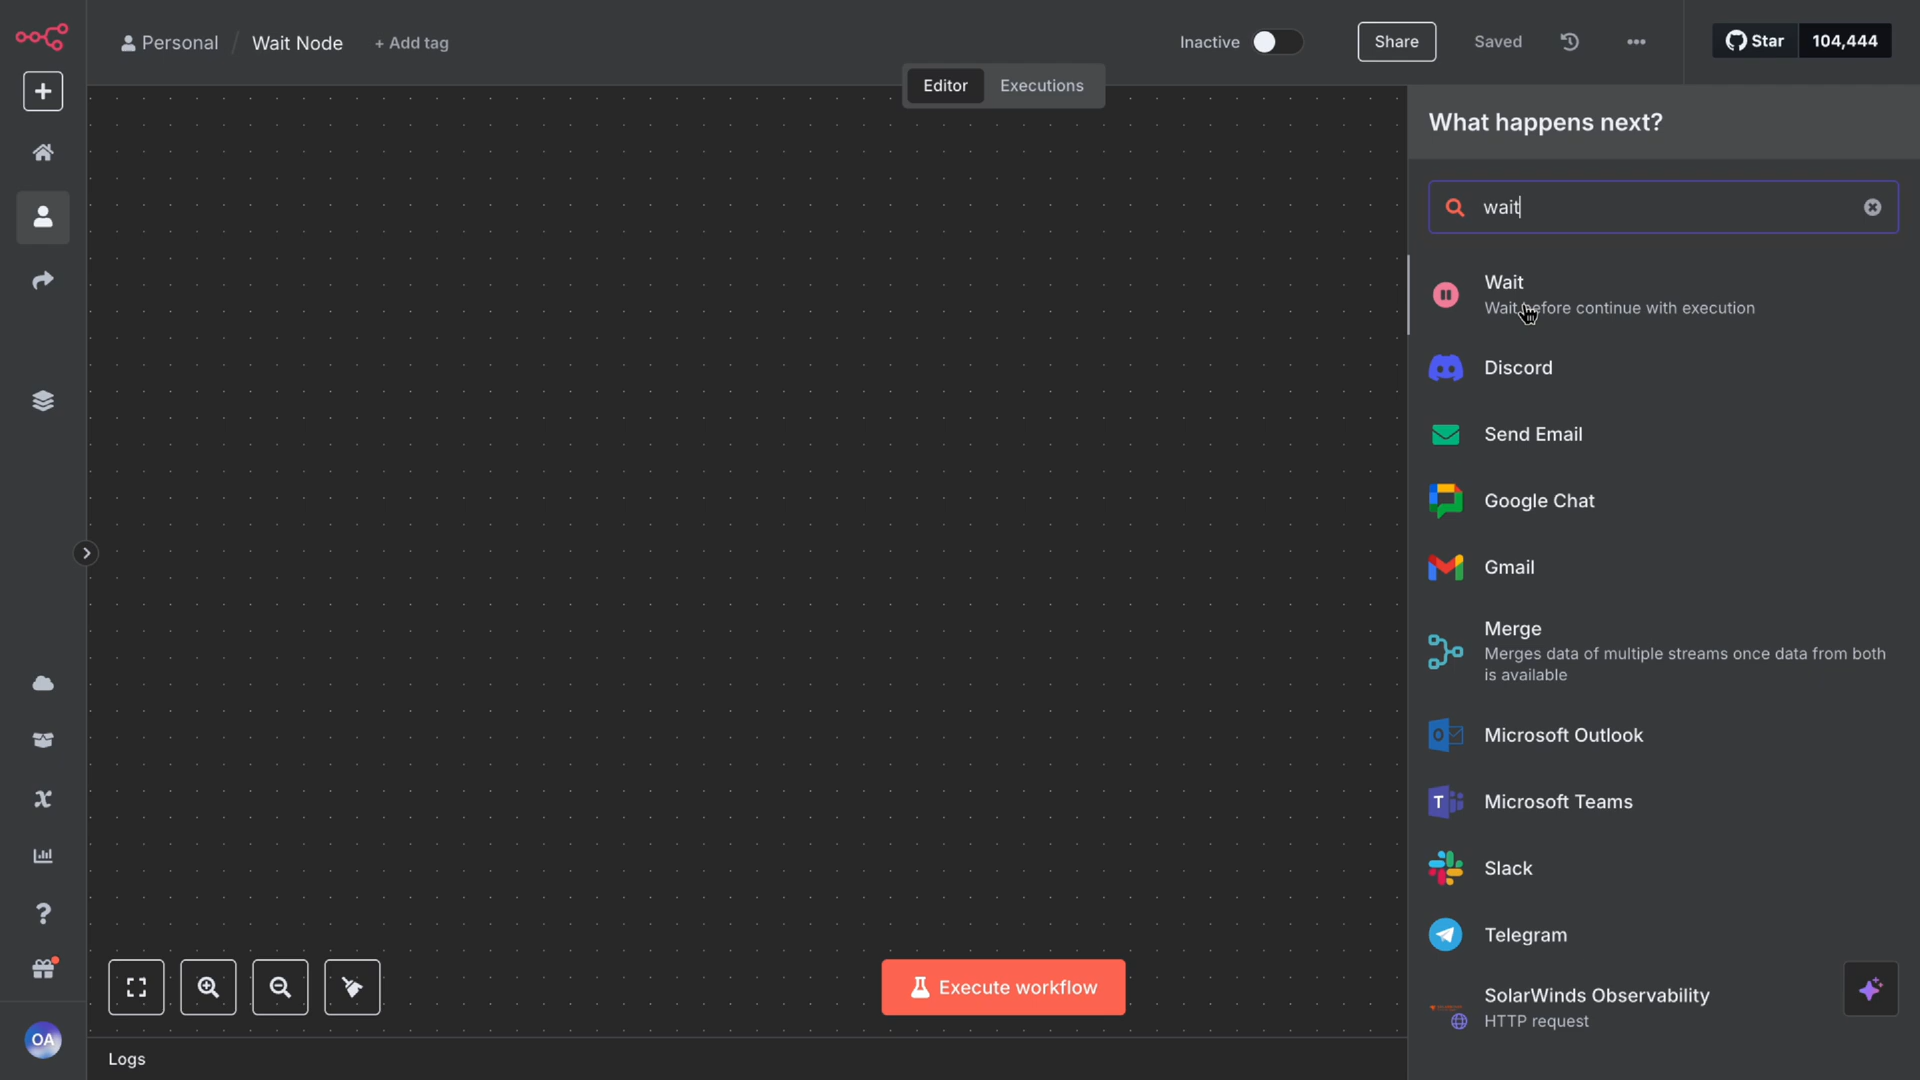 Personal / Wait Node + Add tag
Inactive
Share
Saved
Star 104,444
Editor Executions
What happens next?
wait
Wait
Wait before continue with execution
Discord
Send Email
Google Chat
Gmail
Merge
Merges data of multiple streams once data from both
is available
Microsoft Outlook
Microsoft Teams
Slack
Telegram
SolarWinds Observability
HTTP request
Execute workflow
OA
Logs